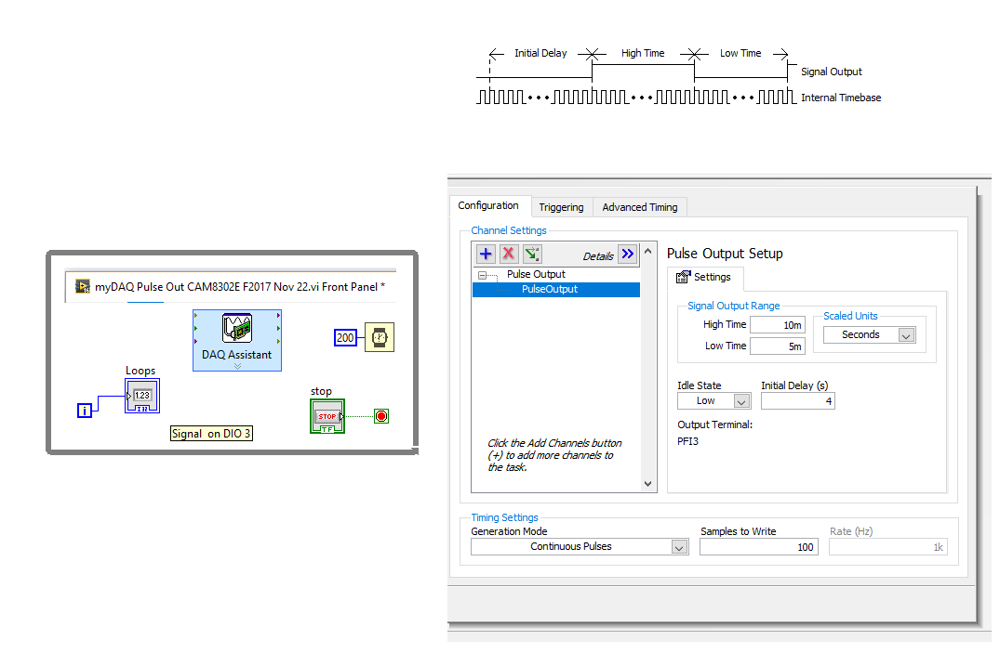 Initial Delay High Time Low Time
Signal Output
Internal Timebase
myDAQ Pulse Out CAM8302E F2017 Nov 22.vi Front Panel *
DAQ Assistant
200
Loops
1.23
I32
i
stop
STOP
TF
Signal on DIO 3
Configuration Triggering Advanced Timing
Channel Settings
Details
Pulse Output
PulseOutput
Click the Add Channels button
(+) to add more channels to
the task.
Pulse Output Setup
Settings
Signal Output Range
High Time 10m
Low Time 5m
Scaled Units
Seconds
Idle State Initial Delay (s)
Low 4
Output Terminal:
PFI3
Timing Settings
Generation Mode Samples to Write Rate (Hz)
Continuous Pulses 100 1k